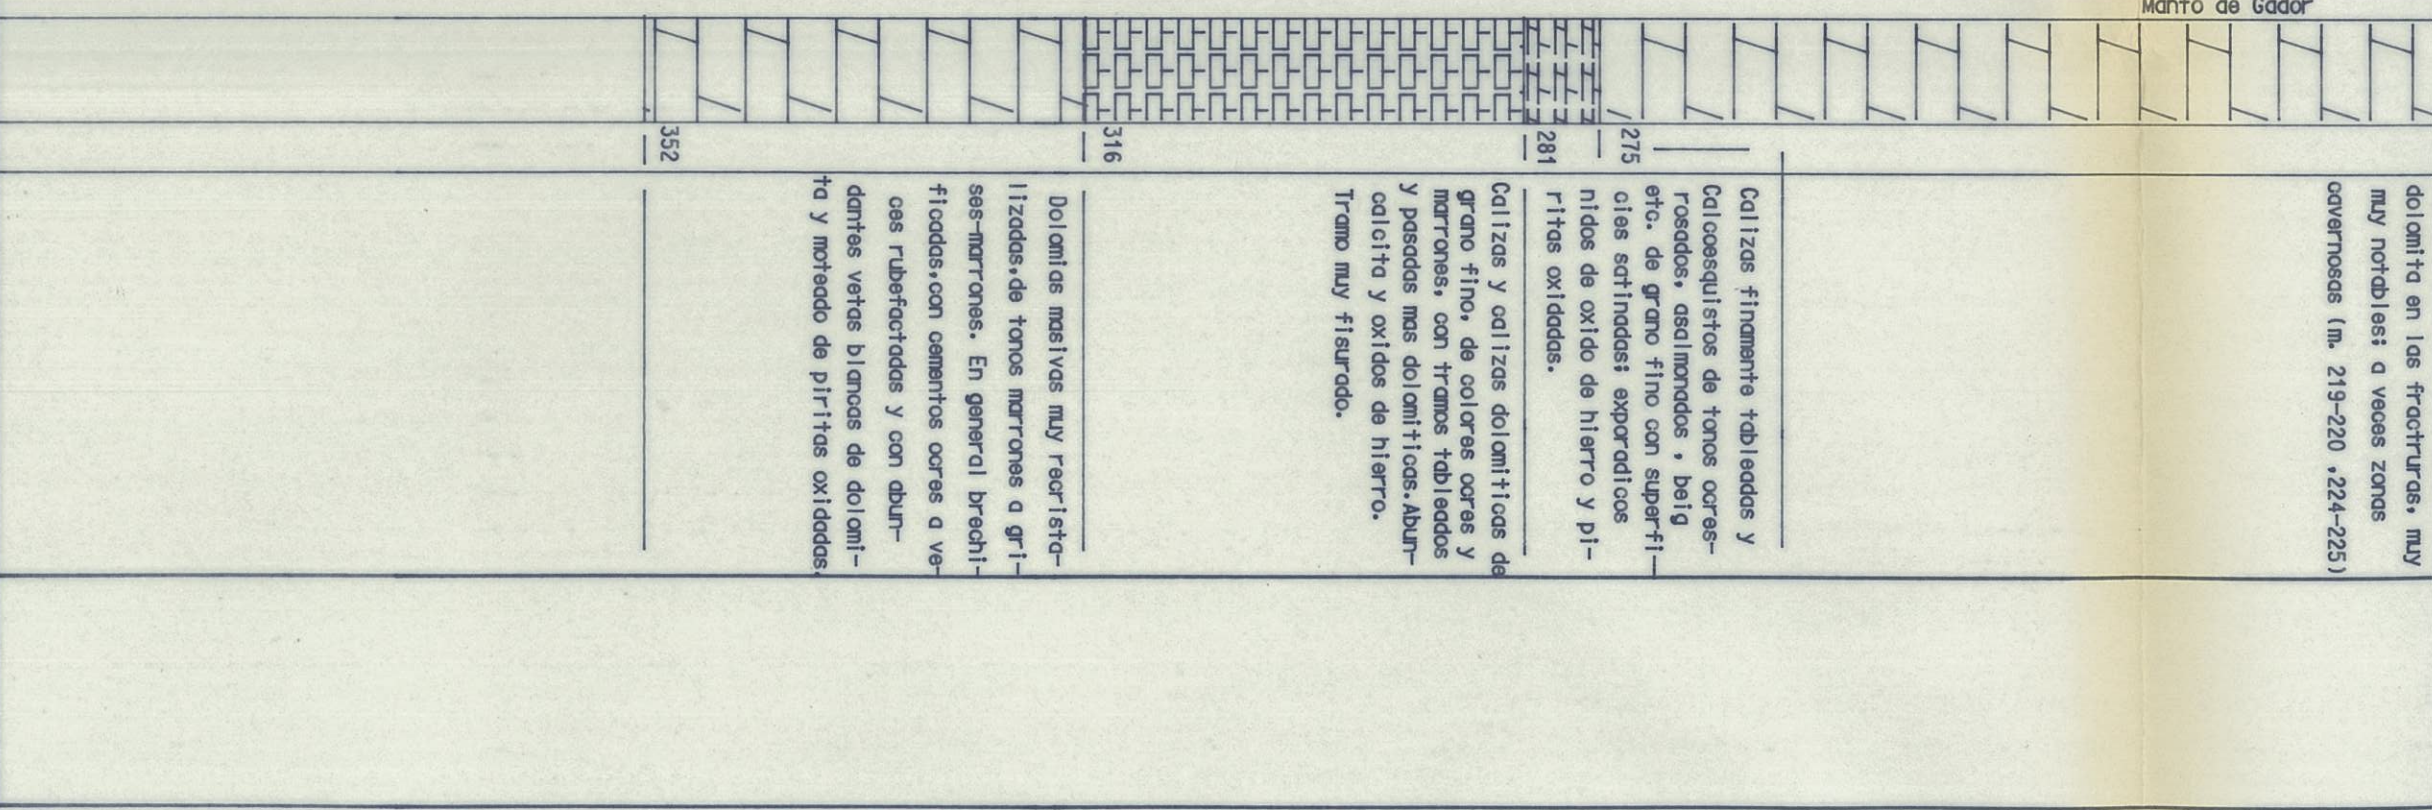 Manto de Gador
dolomita en las fractruras, muy
muy notables; a veces zonas
cavernosas (m. 219-220 ,224-225)
Calizas finamente tableadas y
Calcoesquistos de tonos ocres-
rosados, asalmonados , beig
etc. de grano fino con superfi-
cies satinadas; exporadicos
nidos de oxido de hierro y pi-
ritas oxidadas.
275
281
Calizas y calizas dolomiticas de
grano fino, de colores ocres y
marrones, con tramos tableados
y pasadas mas dolomiticas.Abun-
calcita y oxidos de hierro.
Tramo muy fisurado.
316
Dolomias masivas muy recrista-
lizadas,de tonos marrones a gri-
ses-marrones. En general brechi-
ficadas,con cementos ocres a ve-
ces rubefactadas y con abun-
dantes vetas blancas de dolomi-
ta y moteado de piritas oxidadas.
352